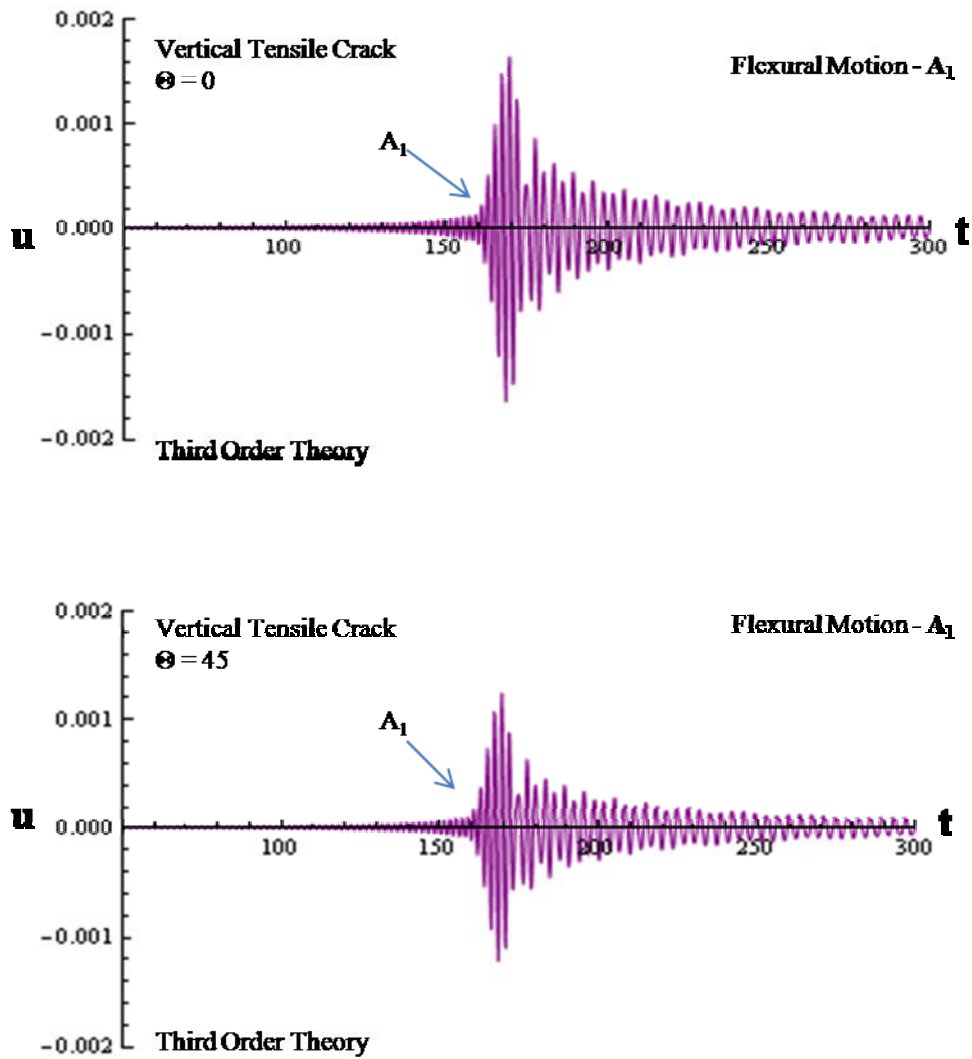 0.002
Vertical Tensile Crack
Θ = 0
Flexural Motion - A₁
0.001
A₁
0.000
u
100
150
200
250
300
t
-0.001
-0.002
Third Order Theory
0.002
Vertical Tensile Crack
Θ = 45
Flexural Motion - A₁
0.001
A₁
0.000
u
100
150
200
250
300
t
-0.001
-0.002
Third Order Theory